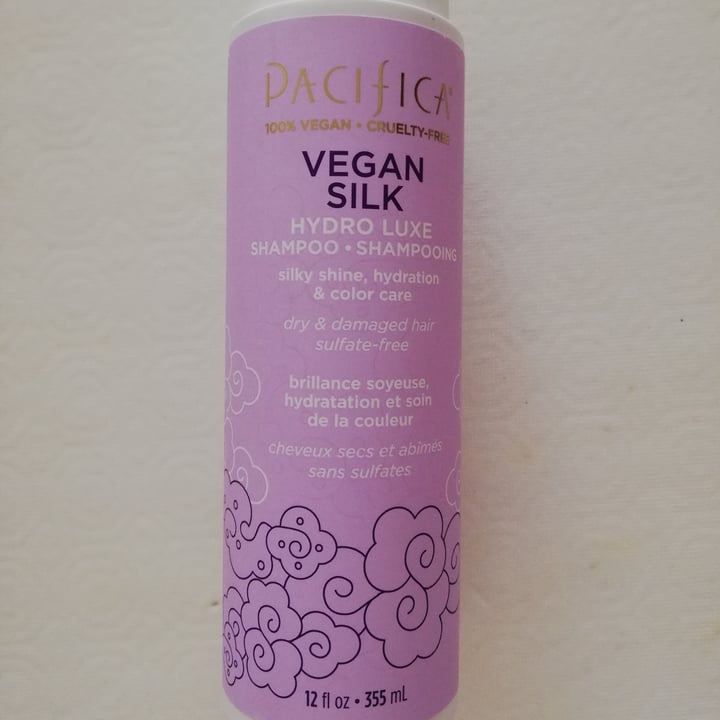 PACIFICA®
100% VEGAN • CRUELTY-FREE
VEGAN
SILK
HYDRO LUXE
SHAMPOO • SHAMPOOING
silky shine, hydration
& color care
dry & damaged hair
sulfate-free
brillance soyeuse,
hydratation et soin
de la couleur
cheveux secs et abîmés
sans sulfates
12 fl oz • 355 mL